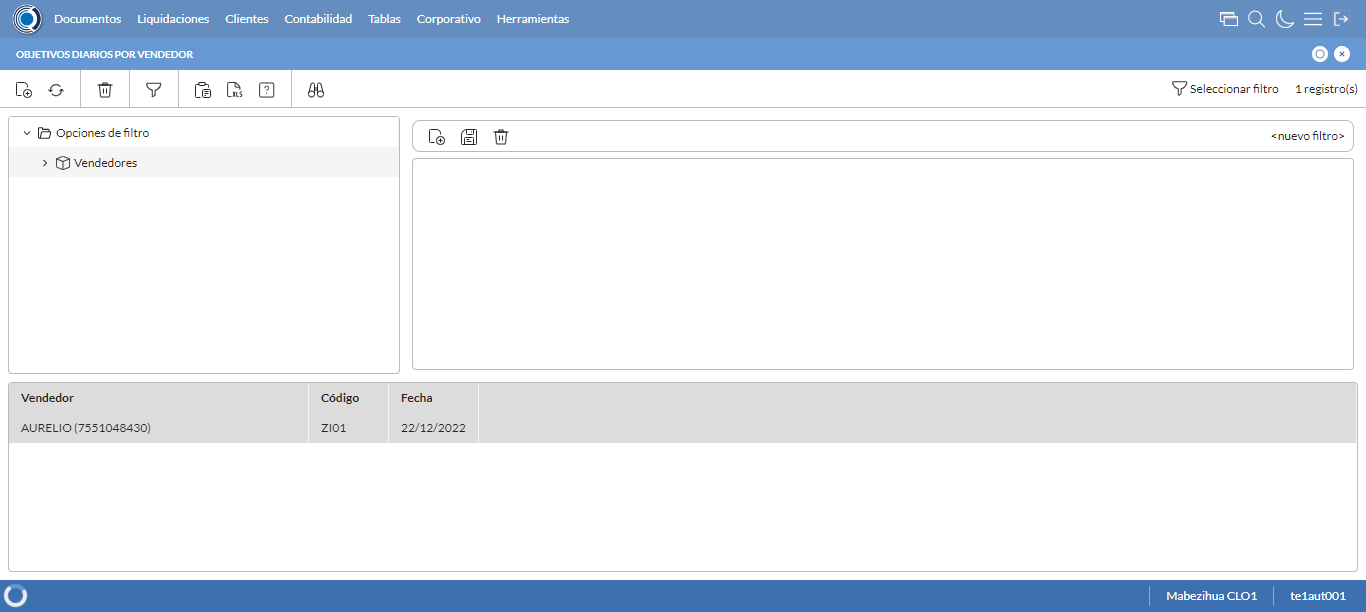 Documentos Liquidaciones Clientes Contabilidad Tablas Corporativo Herramientas
OBJETIVOS DIARIOS POR VENDEDOR
XLS ? Seleccionar filtro 1 registro(s)
Opciones de filtro
<nuevo filtro>
Vendedores
Vendedor Código Fecha
AURELIO (7551048430) ZI01 22/12/2022
Mabezihua CLO1 te1aut001